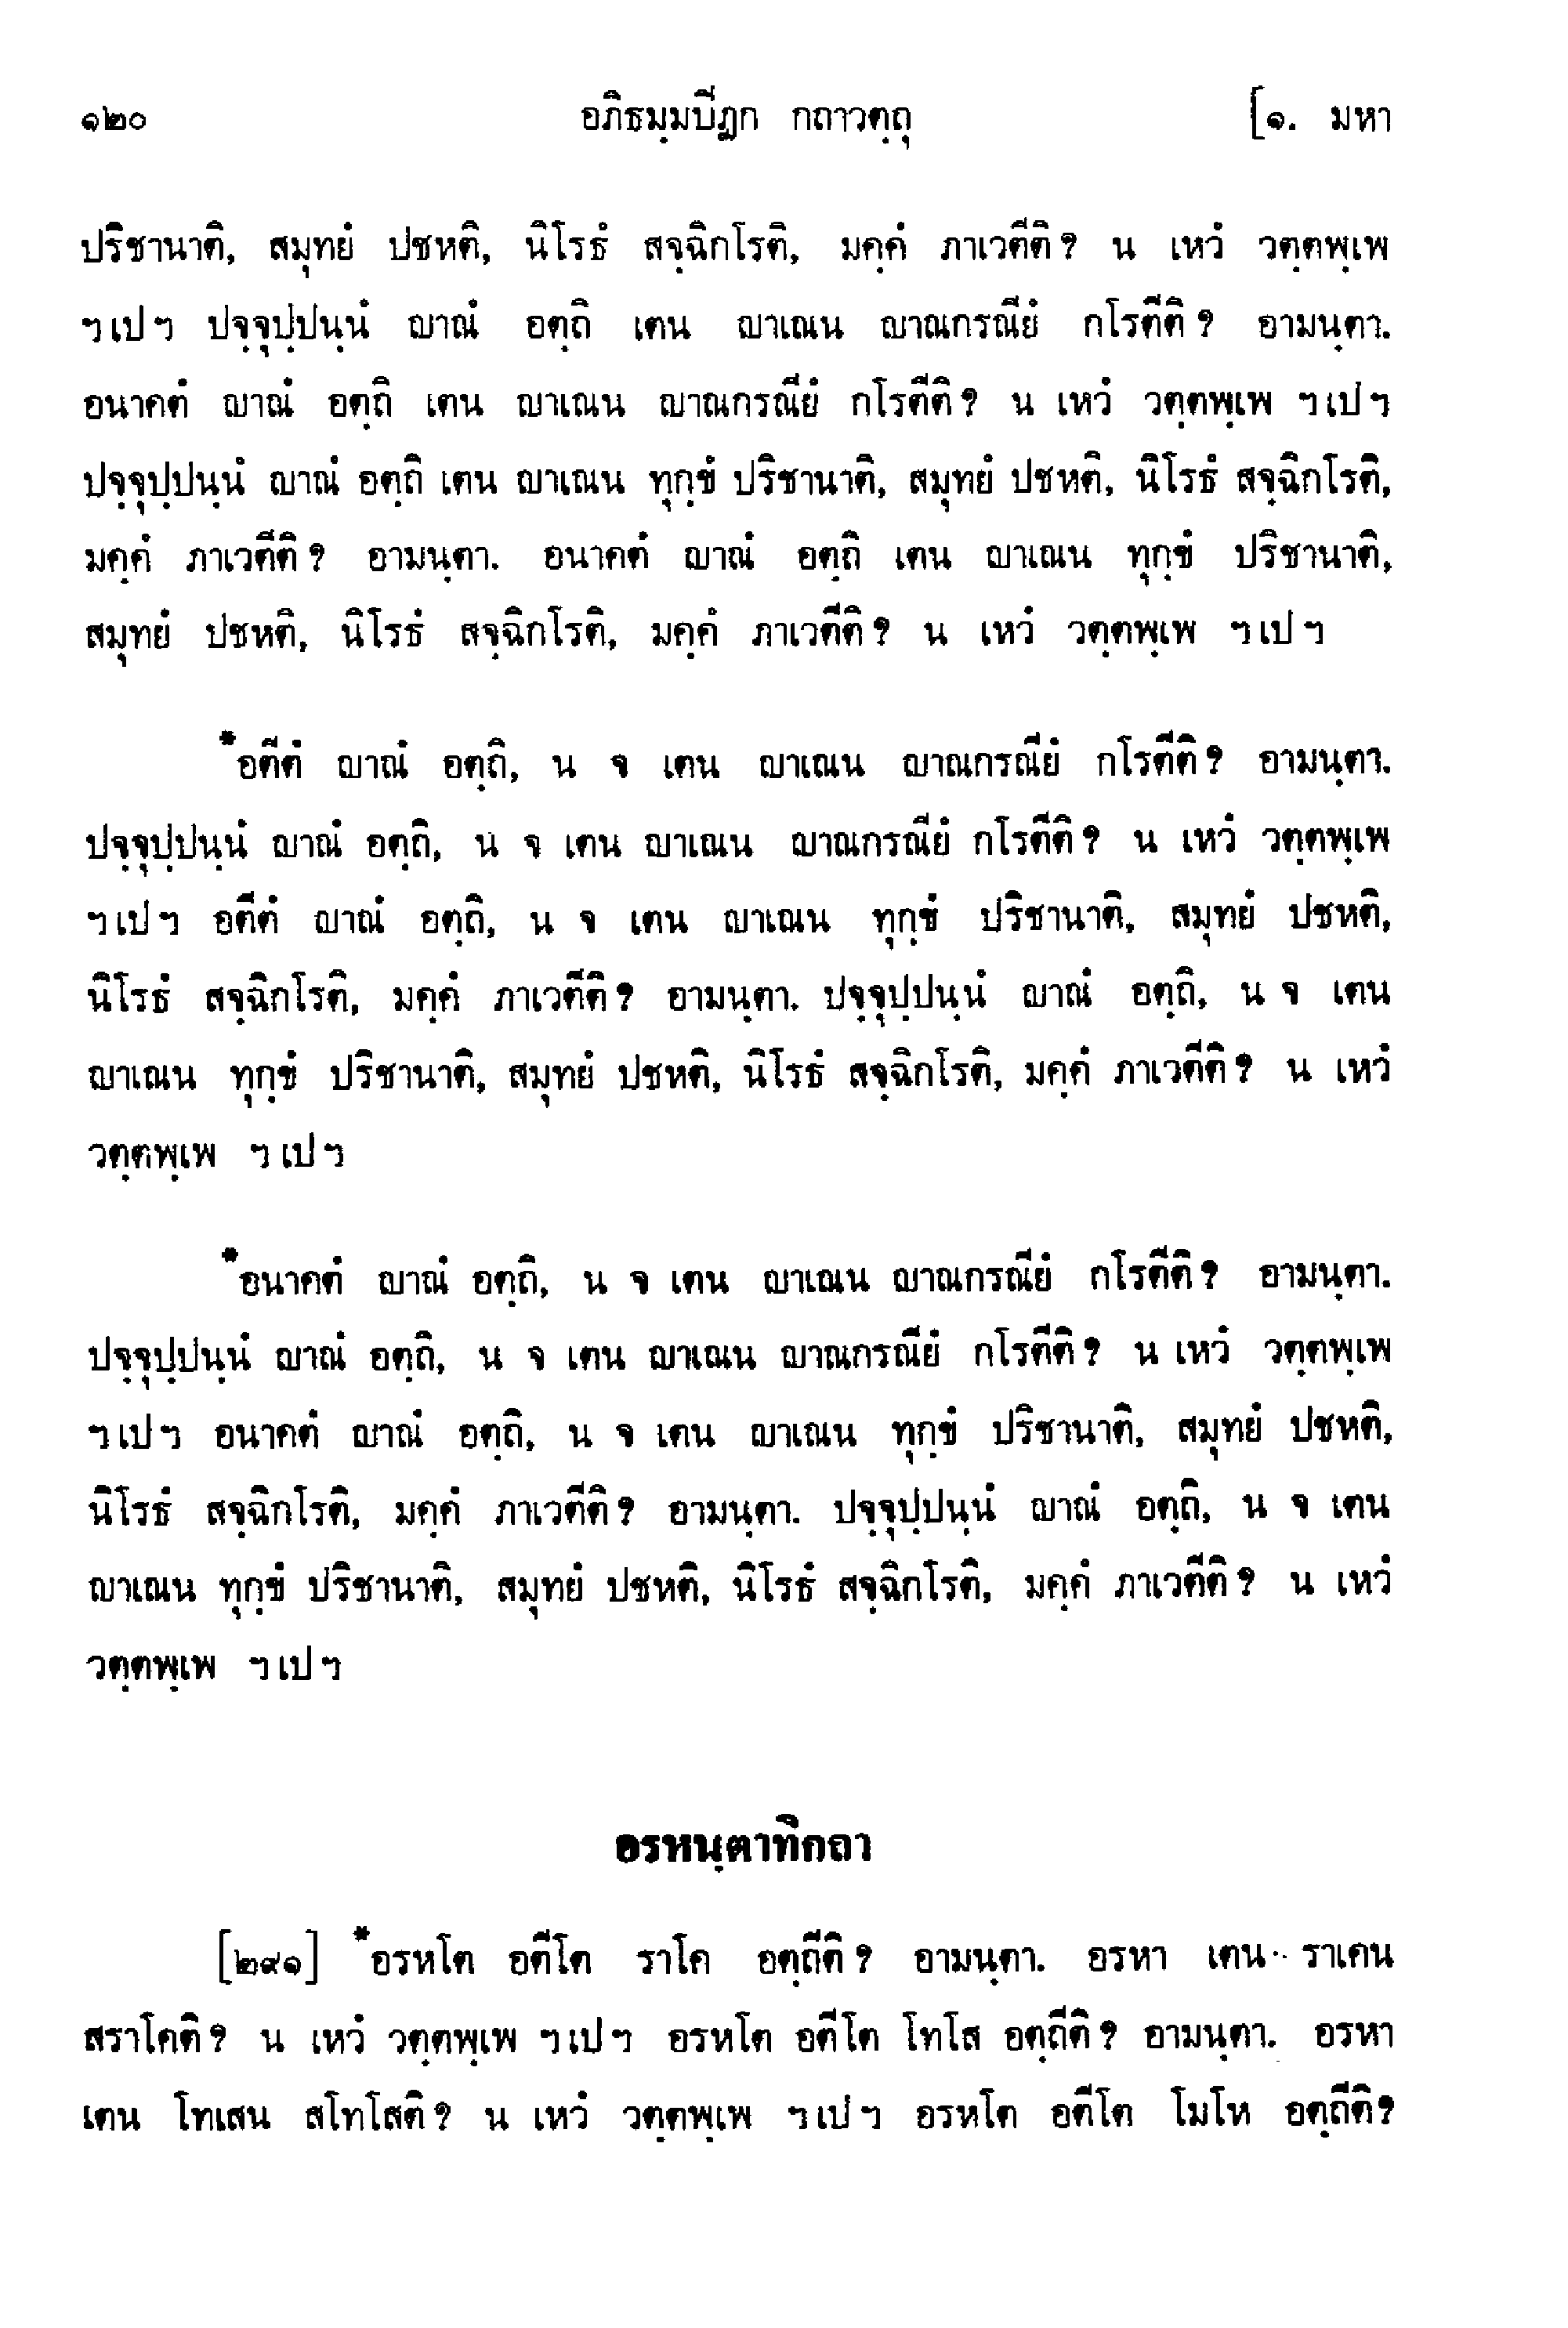 ๑๒๐ อภิธมฺมปิฏก กถาวตฺถุ [๑. มหา
ปริชานาติ, สมุทยํ ปชหติ, นิโรธํ สจฺฉิกโรติ, มคฺคํ ภาเวตีติ ? น เหวํ วตฺตพฺเพ
ฯ เป ฯ ปจฺจุปฺปนฺนํ ญาณํ อตฺถิ เตน ญาเณน ญาณกรณียํ กโรตีติ ? อามนฺตา.
อนาคตํ ญาณํ อตฺถิ เตน ญาเณน ญาณกรณียํ กโรตีติ ? น เหวํ วตฺตพฺเพ ฯ เป ฯ
ปจฺจุปฺปนฺนํ ญาณํ อตฺถิ เตน ญาเณน ทุกฺขํ ปริชานาติ, สมุทยํ ปชหติ, นิโรธํ สจฺฉิกโรติ,
มคฺคํ ภาเวตีติ ? อามนฺตา. อนาคตํ ญาณํ อตฺถิ เตน ญาเณน ทุกฺขํ ปริชานาติ,
สมุทยํ ปชหติ, นิโรธํ สจฺฉิกโรติ, มคฺคํ ภาเวตีติ ? น เหวํ วตฺตพฺเพ ฯ เป ฯ
*อตีตํ ญาณํ อตฺถิ, น จ เตน ญาเณน ญาณกรณียํ กโรตีติ ? อามนฺตา.
ปจฺจุปฺปนฺนํ ญาณํ อตฺถิ, น จ เตน ญาเณน ญาณกรณียํ กโรตีติ ? น เหวํ วตฺตพฺเพ
ฯ เป ฯ อตีตํ ญาณํ อตฺถิ, น จ เตน ญาเณน ทุกฺขํ ปริชานาติ, สมุทยํ ปชหติ,
นิโรธํ สจฺฉิกโรติ, มคฺคํ ภาเวตีติ ? อามนฺตา. ปจฺจุปฺปนฺนํ ญาณํ อตฺถิ, น จ เตน
ญาเณน ทุกฺขํ ปริชานาติ, สมุทยํ ปชหติ, นิโรธํ สจฺฉิกโรติ, มคฺคํ ภาเวตีติ ? น เหวํ
วตฺตพฺเพ ฯ เป ฯ
*อนาคตํ ญาณํ อตฺถิ, น จ เตน ญาเณน ญาณกรณียํ กโรตีติ ? อามนฺตา.
ปจฺจุปฺปนฺนํ ญาณํ อตฺถิ, น จ เตน ญาเณน ญาณกรณียํ กโรตีติ ? น เหวํ วตฺตพฺเพ
ฯ เป ฯ อนาคตํ ญาณํ อตฺถิ, น จ เตน ญาเณน ทุกฺขํ ปริชานาติ, สมุทยํ ปชหติ,
นิโรธํ สจฺฉิกโรติ, มคฺคํ ภาเวตีติ ? อามนฺตา. ปจฺจุปฺปนฺนํ ญาณํ อตฺถิ, น จ เตน
ญาเณน ทุกฺขํ ปริชานาติ, สมุทยํ ปชหติ, นิโรธํ สจฺฉิกโรติ, มคฺคํ ภาเวตีติ ? น เหวํ
วตฺตพฺเพ ฯ เป ฯ
อรหนฺตาทิกถา
[๒๙๑] *อรหโต อตีโต ราโค อตฺถีติ ? อามนฺตา. อรหา เตน ราเคน
สราโคติ ? น เหวํ วตฺตพฺเพ ฯ เป ฯ อรหโต อตีโต โทโส อตฺถีติ ? อามนฺตา. อรหา
เตน โทเสน สโทโสติ ? น เหวํ วตฺตพฺเพ ฯ เป ฯ อรหโต อตีโต โมโห อตฺถีติ ?